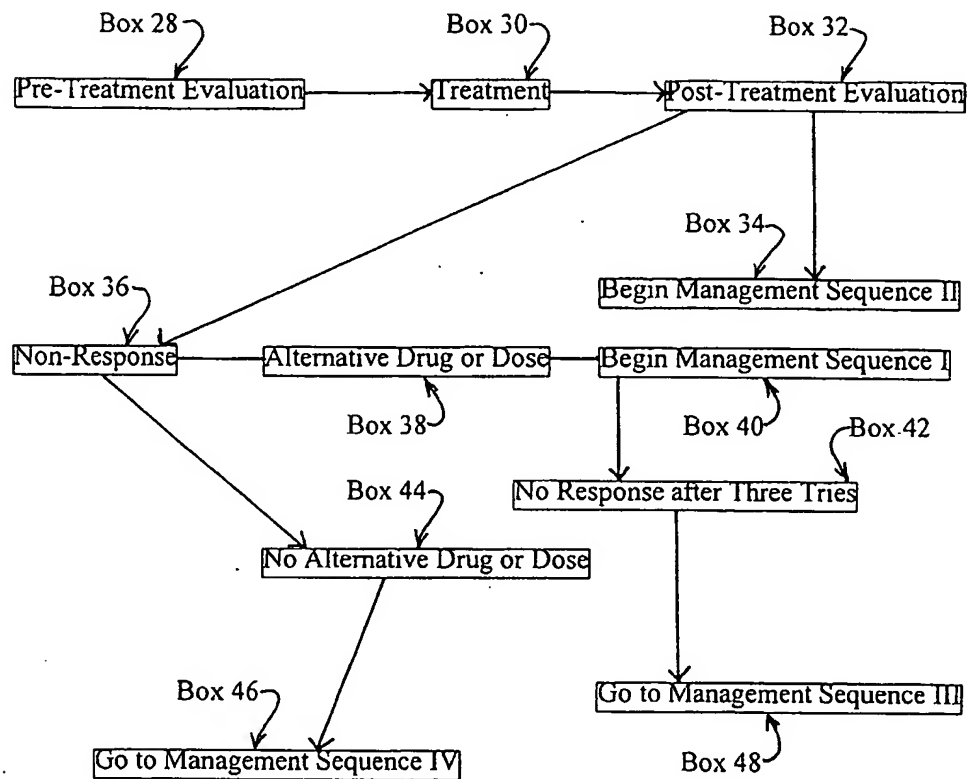 Box 28
Box 30
Box 32
Pre-Treatment Evaluation
Treatment
Post-Treatment Evaluation
Box 34
Begin Management Sequence II
Box 36
Non-Response
Alternative Drug or Dose
Begin Management Sequence I
Box 38
Box 40
Box 42
Box 44
No Response after Three Tries
No Alternative Drug or Dose
Box 46
Go to Management Sequence III
Go to Management Sequence IV
Box 48